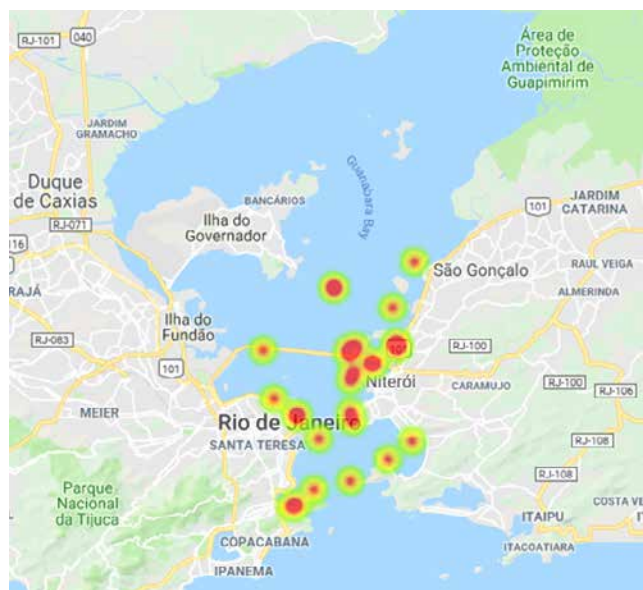 RJ-101
040
Área de
Proteção
Ambiental de
Guapimirim
JARDIM
GRAMACHO
Duque
de Caxias
BANCÁRIOS
Guanabara Bay
101
JARDIM
CATARINA
RJ-071
Ilha do
Governador
116
São Gonçalo
RAUL VEIGA
RAJÁ
ALMERINDA
Ilha do
Fundão
RJ-083
101
101
RJ-100
Niterói
CARAMUJO
RJ-100
RJ-106
MEIER
Rio de Janeiro
SANTA TERESA
RJ-108
RJ-108
Parque
Nacional
da Tijuca
COSTA VE
ITAIPU
COPACABANA
ITACOATIARA
IPANEMA